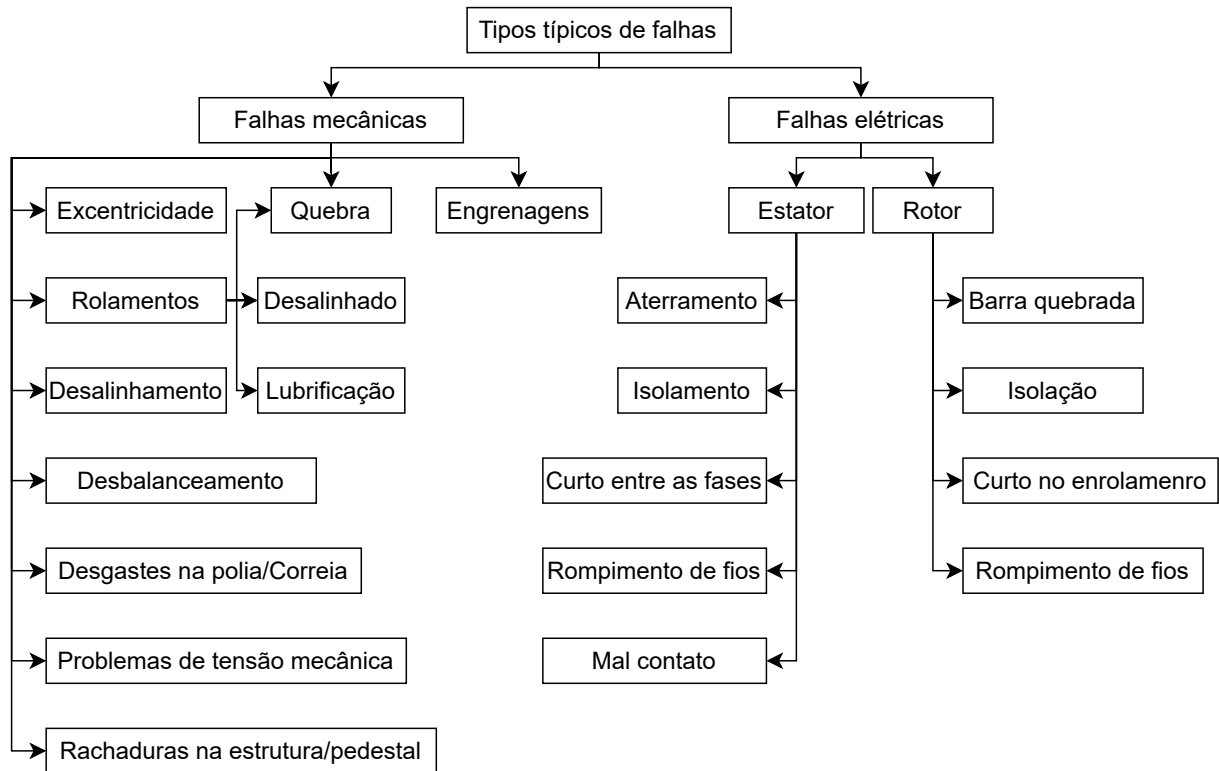 Tipos típicos de falhas
Falhas mecânicas
Falhas elétricas
Excentricidade
Quebra
Engrenagens
Estator
Rotor
Rolamentos
Desalinhado
Aterramento
Barra quebrada
Desalinhamento
Lubrificação
Isolamento
Isolação
Desbalanceamento
Curto entre as fases
Curto no enrolamenro
Desgastes na polia/Correia
Rompimento de fios
Rompimento de fios
Problemas de tensão mecânica
Mal contato
Rachaduras na estrutura/pedestal